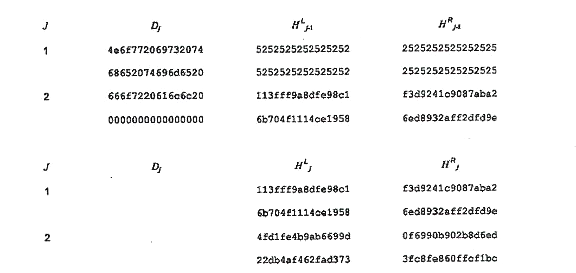 J D_j H^L_{j-1} H^R_{j-1}
1 4e6f772069732074 5252525252525252 2525252525252525
68652074696d6520 5252525252525252 2525252525252525
2 666f7220616c6c20 113fff9a8dfe98c1 f3d9241c9087aba2
0000000000000000 6b704f1114ce1958 6ed8932aff2dfd9e
J D_j H^L_j H^R_j
1 113fff9a8dfe98c1 f3d9241c9087aba2
6b704f1114ce1958 6ed8932aff2dfd9e
2 4fd1fe4b9ab6699d 0f6990b902b8d6ed
22db4af462fad373 3fc8fe860ffcf1bc